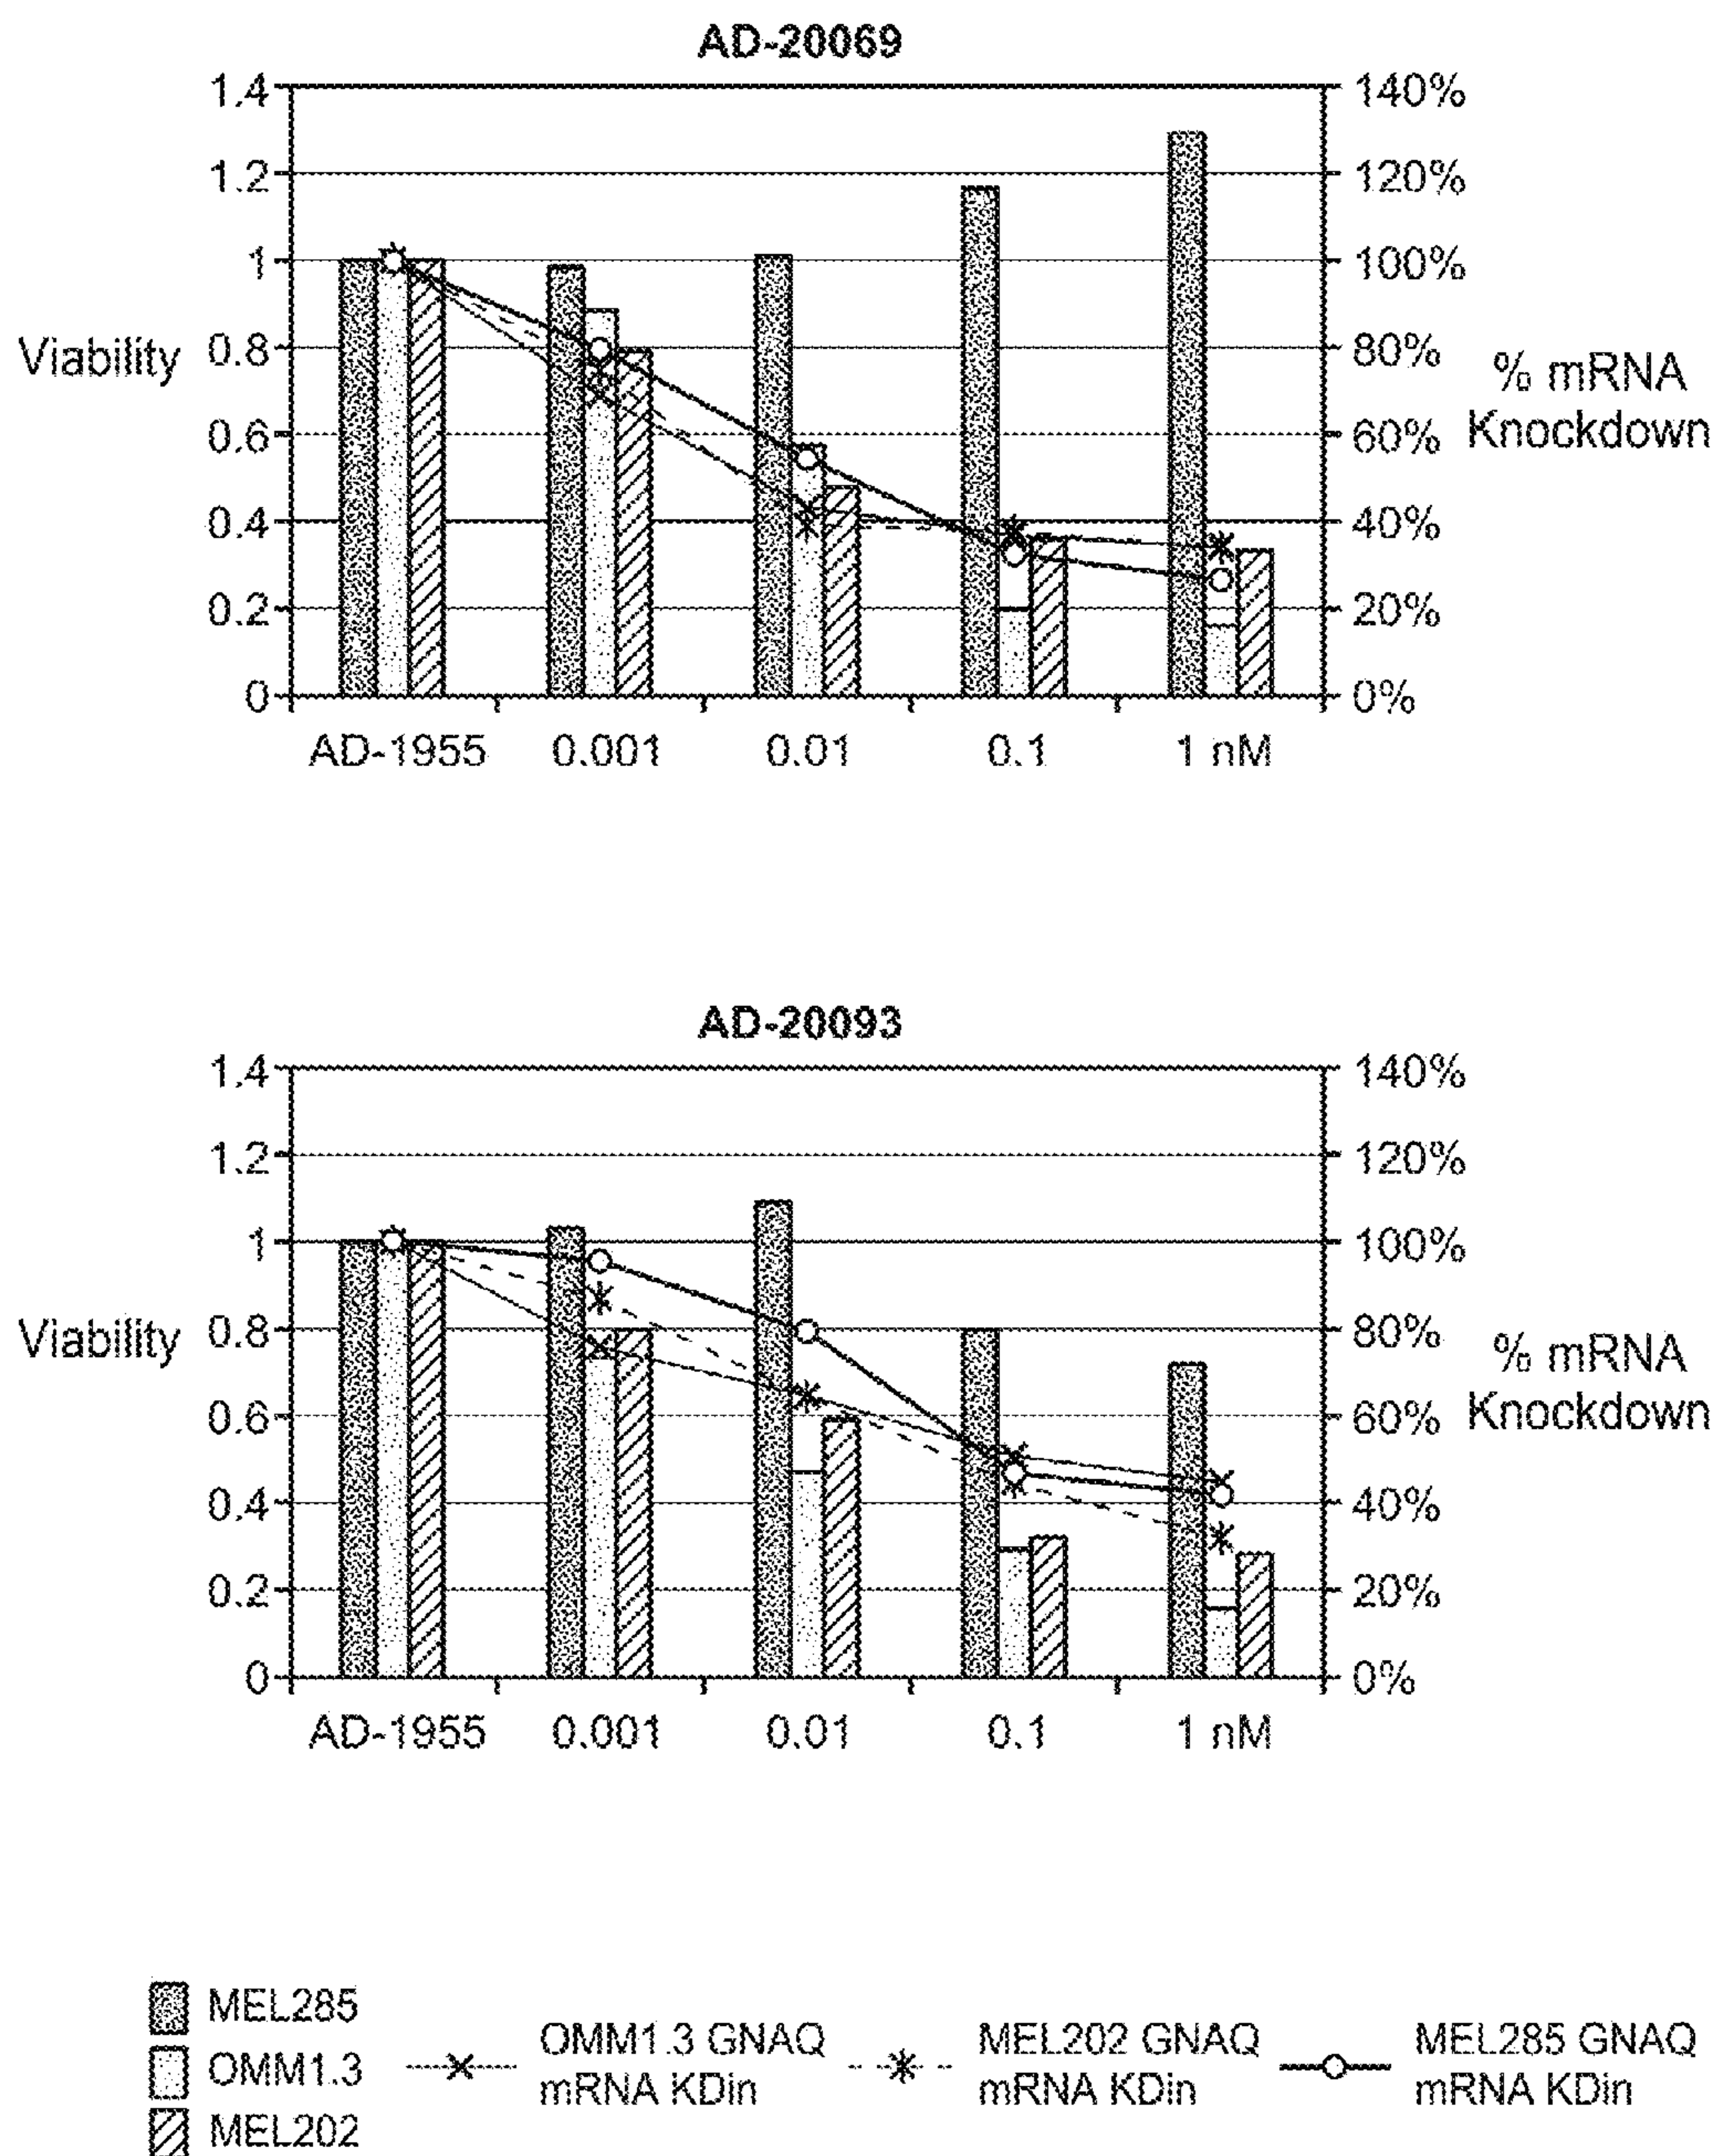 AD-20069
1.4
1.2
1
0.8
0.6
0.4
0.2
0
Viability
140%
120%
100%
80%
60%
40%
20%
0%
% mRNA
Knockdown
AD-1955 0.001 0.01 0.1 1 nM
AD-20093
1.4
1.2
1
0.8
0.6
0.4
0.2
0
Viability
140%
120%
100%
80%
60%
40%
20%
0%
% mRNA
Knockdown
AD-1955 0.001 0.01 0.1 1 nM
MEL285
OMM1.3
MEL202
OMM1.3 GNAQ
mRNA KDin
MEL202 GNAQ
mRNA KDin
MEL285 GNAQ
mRNA KDin